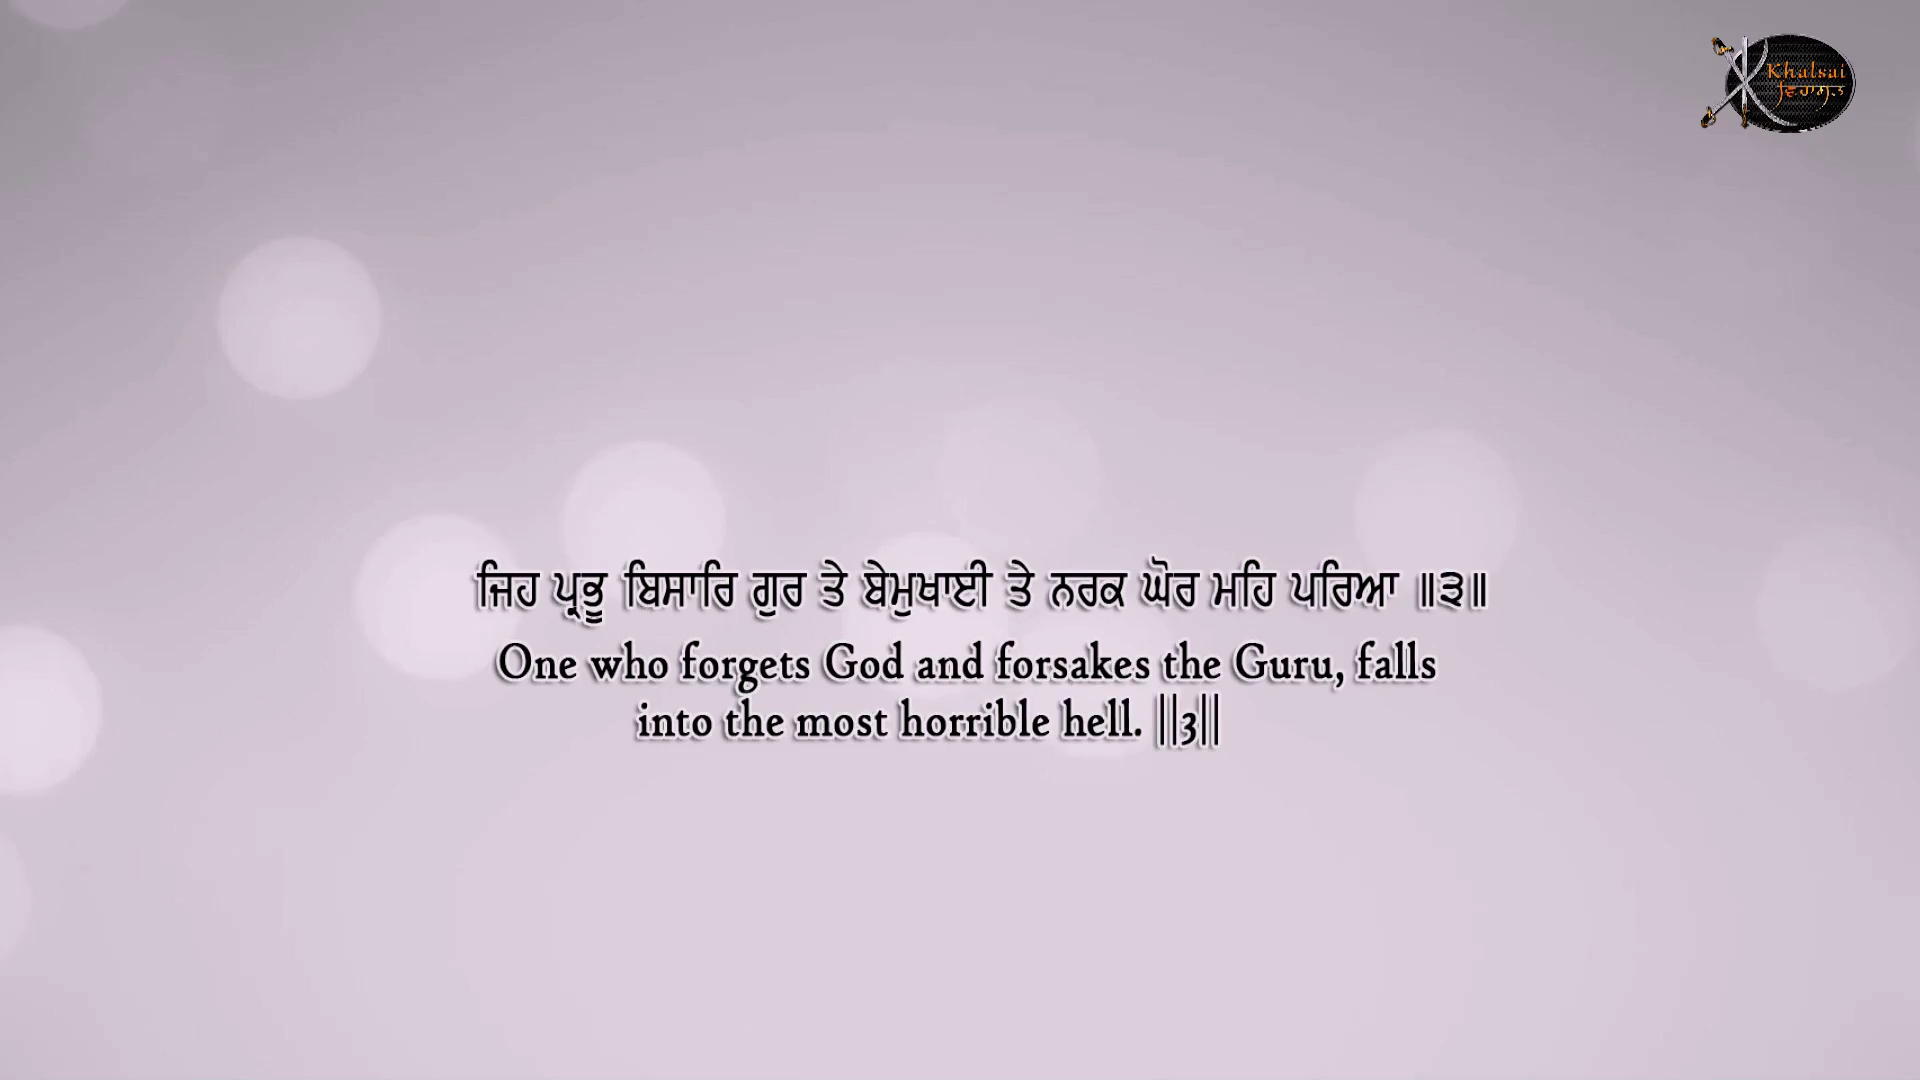 Khalsai
ਵਿਰਾਸਤ
ਜਿਹ ਪ੍ਰਭੂ ਬਿਸਾਰਿ ਗੁਰ ਤੇ ਬੇਮੁਖਾਈ ਤੇ ਨਰਕ ਘੋਰ ਮਹਿ ਪਰਿਆ ॥੩॥
One who forgets God and forsakes the Guru, falls
into the most horrible hell. ||3||